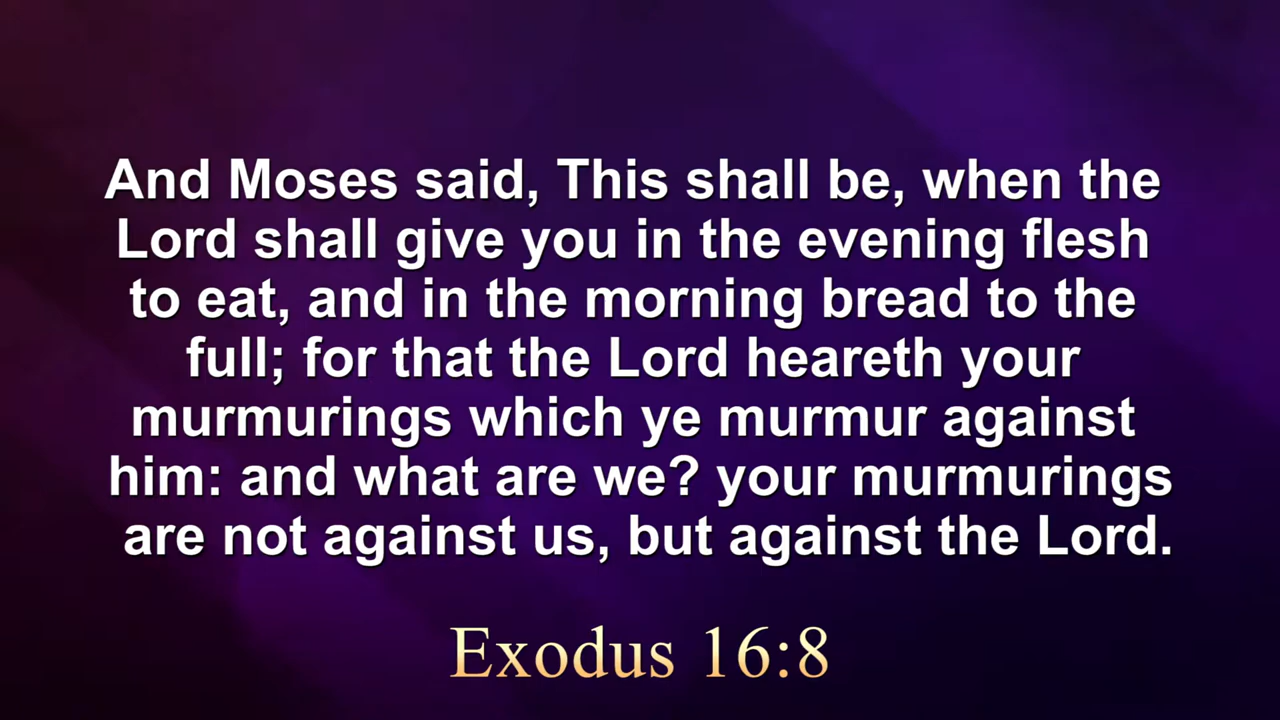 And Moses said, This shall be, when the
Lord shall give you in the evening flesh
to eat, and in the morning bread to the
full; for that the Lord heareth your
murmurings which ye murmur against
him: and what are we? your murmurings
are not against us, but against the Lord.
Exodus 16:8